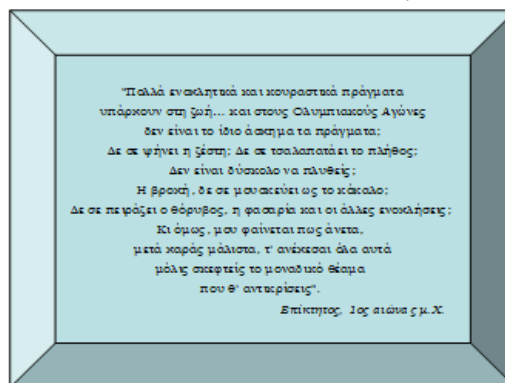 "Πολλά ενοχλητικά και κουραστικά πράγματα
υπάρχουν στη ζωή... και στους Ολυμπιακούς Αγώνες
δεν είναι το ίδιο άσχημα τα πράγματα;
Δε σε ψήνει η ζέστη; Δε σε τσαλαπατάει το πλήθος;
Δεν είναι δύσκολο να πλυθείς;
Η βροχή, δε σε μουσκεύει ως το κόκαλο;
Δε σε πειράζει ο θόρυβος, η φασαρία και οι άλλες ενοχλήσεις;
Κι όμως, μου φαίνεται πως άνετα,
μετά χαράς μάλιστα, τ' ανέχεσαι όλα αυτά
μόλις σκεφτείς το μοναδικό θέαμα
που θ' αντικρίσεις".
Επίκτητος, 1ος αιώνας μ.Χ.